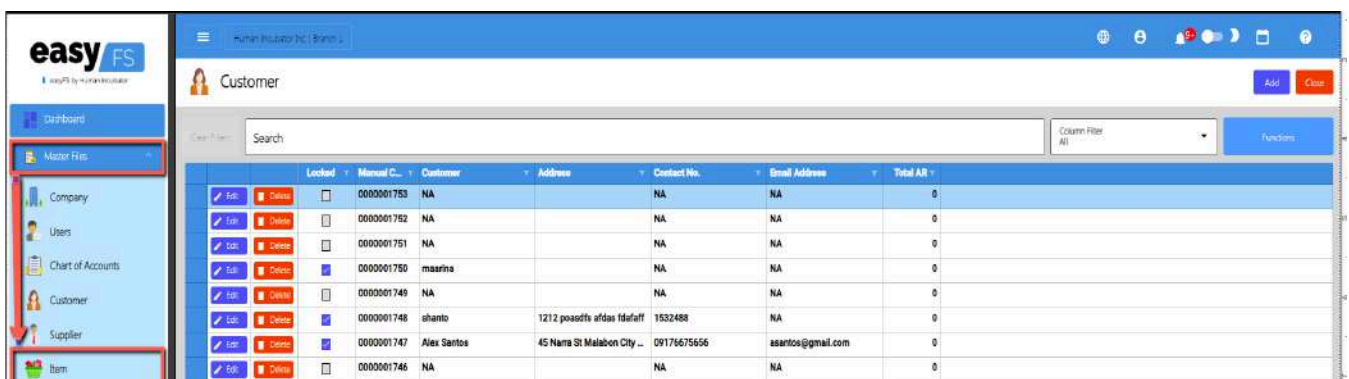 easy FS
easyFS by Human Incubator
Human Incubator Inc | Branch 1
9+
Customer
Add Close
Dashboard
Master Files
Company
Users
Chart of Accounts
Customer
Supplier
Item
Search
Column Filter
All
Functions
Locked Manual C... Customer Address Contact No. Email Address Total AR
Edit Delete 0000001753 NA NA NA 0
Edit Delete 0000001752 NA NA NA 0
Edit Delete 0000001751 NA NA NA 0
Edit Delete 0000001750 maarina NA NA 0
Edit Delete 0000001749 NA NA NA 0
Edit Delete 0000001748 shanto 1212 poasdfs afdas fdafaff 1532488 NA 0
Edit Delete 0000001747 Alex Santos 45 Narra St Malabon City ... 09176675656 asantos@gmail.com 0
Edit Delete 0000001746 NA NA NA 0